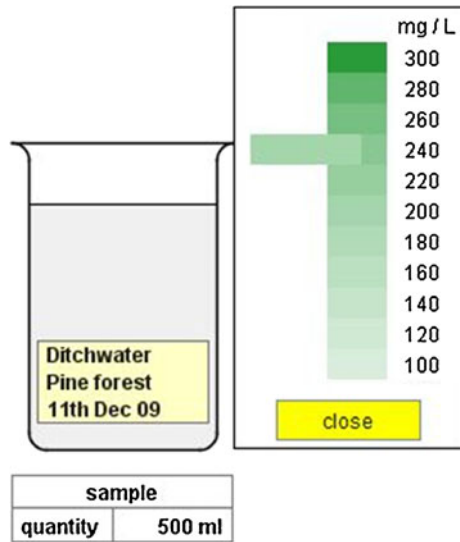 mg / L
300
280
260
240
220
200
180
160
140
120
100
Ditchwater
Pine forest
11th Dec 09
close
sample
quantity 500 ml